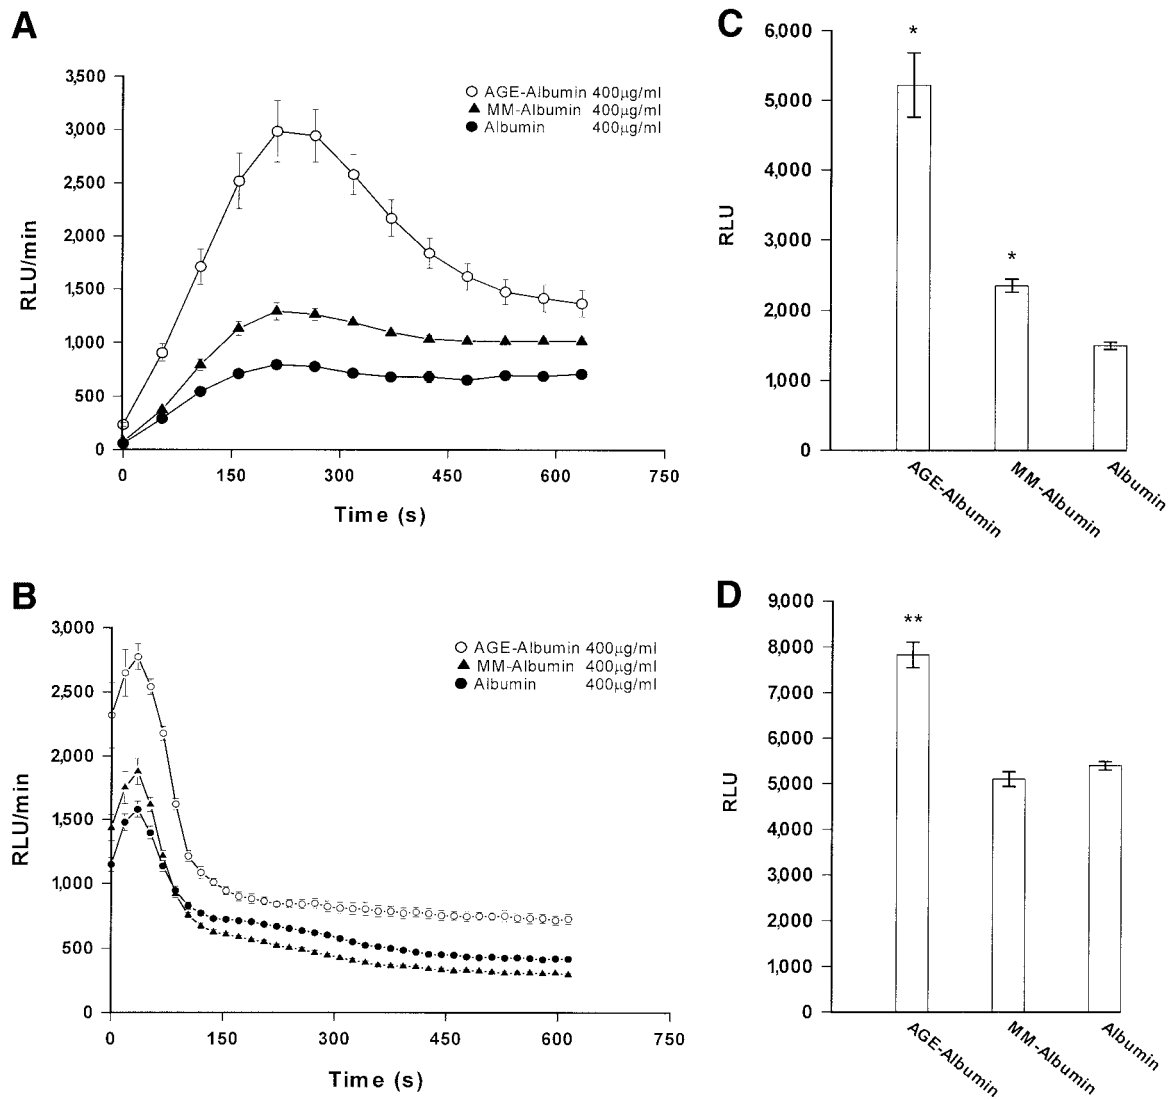 A
3,500
3,000
2,500
2,000
1,500
1,000
500
0
RLU/min
AGE-Albumin 400µg/ml
MM-Albumin 400µg/ml
Albumin 400µg/ml
0 150 300 450 600 750
Time (s)
C
6,000
5,000
4,000
3,000
2,000
1,000
0
RLU
*
*
AGE-Albumin
MM-Albumin
Albumin
B
3,000
2,500
2,000
1,500
1,000
500
0
RLU/min
AGE-Albumin 400µg/ml
MM-Albumin 400µg/ml
Albumin 400µg/ml
0 150 300 450 600 750
Time (s)
D
9,000
8,000
7,000
6,000
5,000
4,000
3,000
2,000
1,000
0
RLU
**
AGE-Albumin
MM-Albumin
Albumin